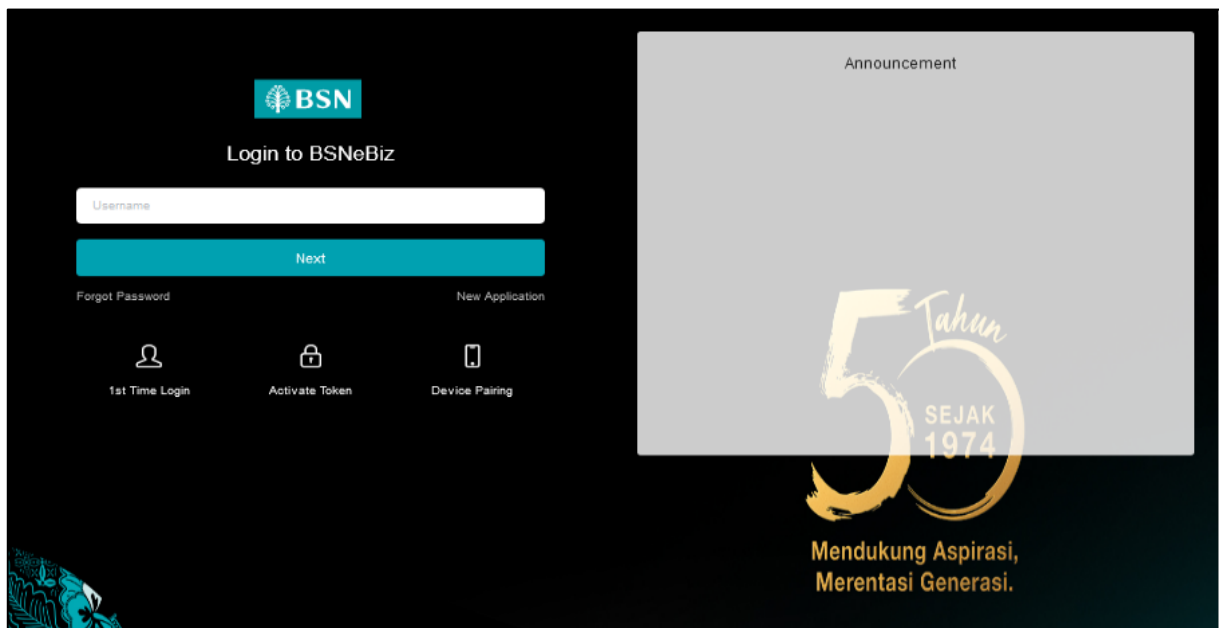 BSN
Login to BSNeBiz
Username
Next
Forgot Password
New Application
1st Time Login
Activate Token
Device Pairing
Announcement
50 Tahun
SEJAK
1974
Mendukung Aspirasi,
Merentasi Generasi.